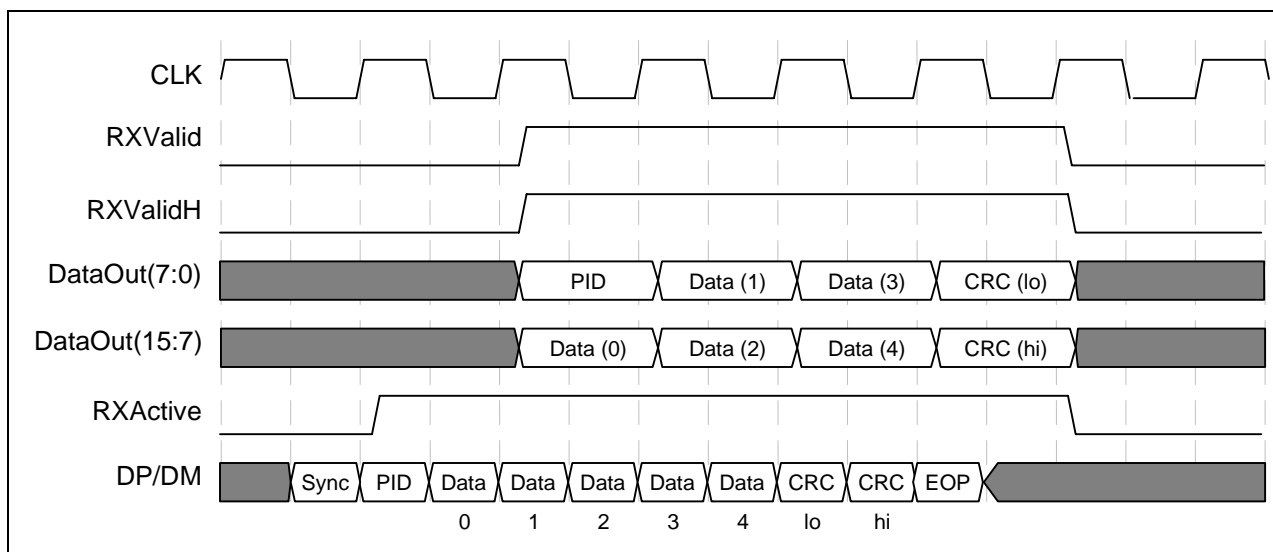 CLK
RXValid
RXValidH
DataOut(7:0) PID Data (1) Data (3) CRC (lo)
DataOut(15:7) Data (0) Data (2) Data (4) CRC (hi)
RXActive
DP/DM Sync PID Data Data Data Data Data CRC CRC EOP
0 1 2 3 4 lo hi